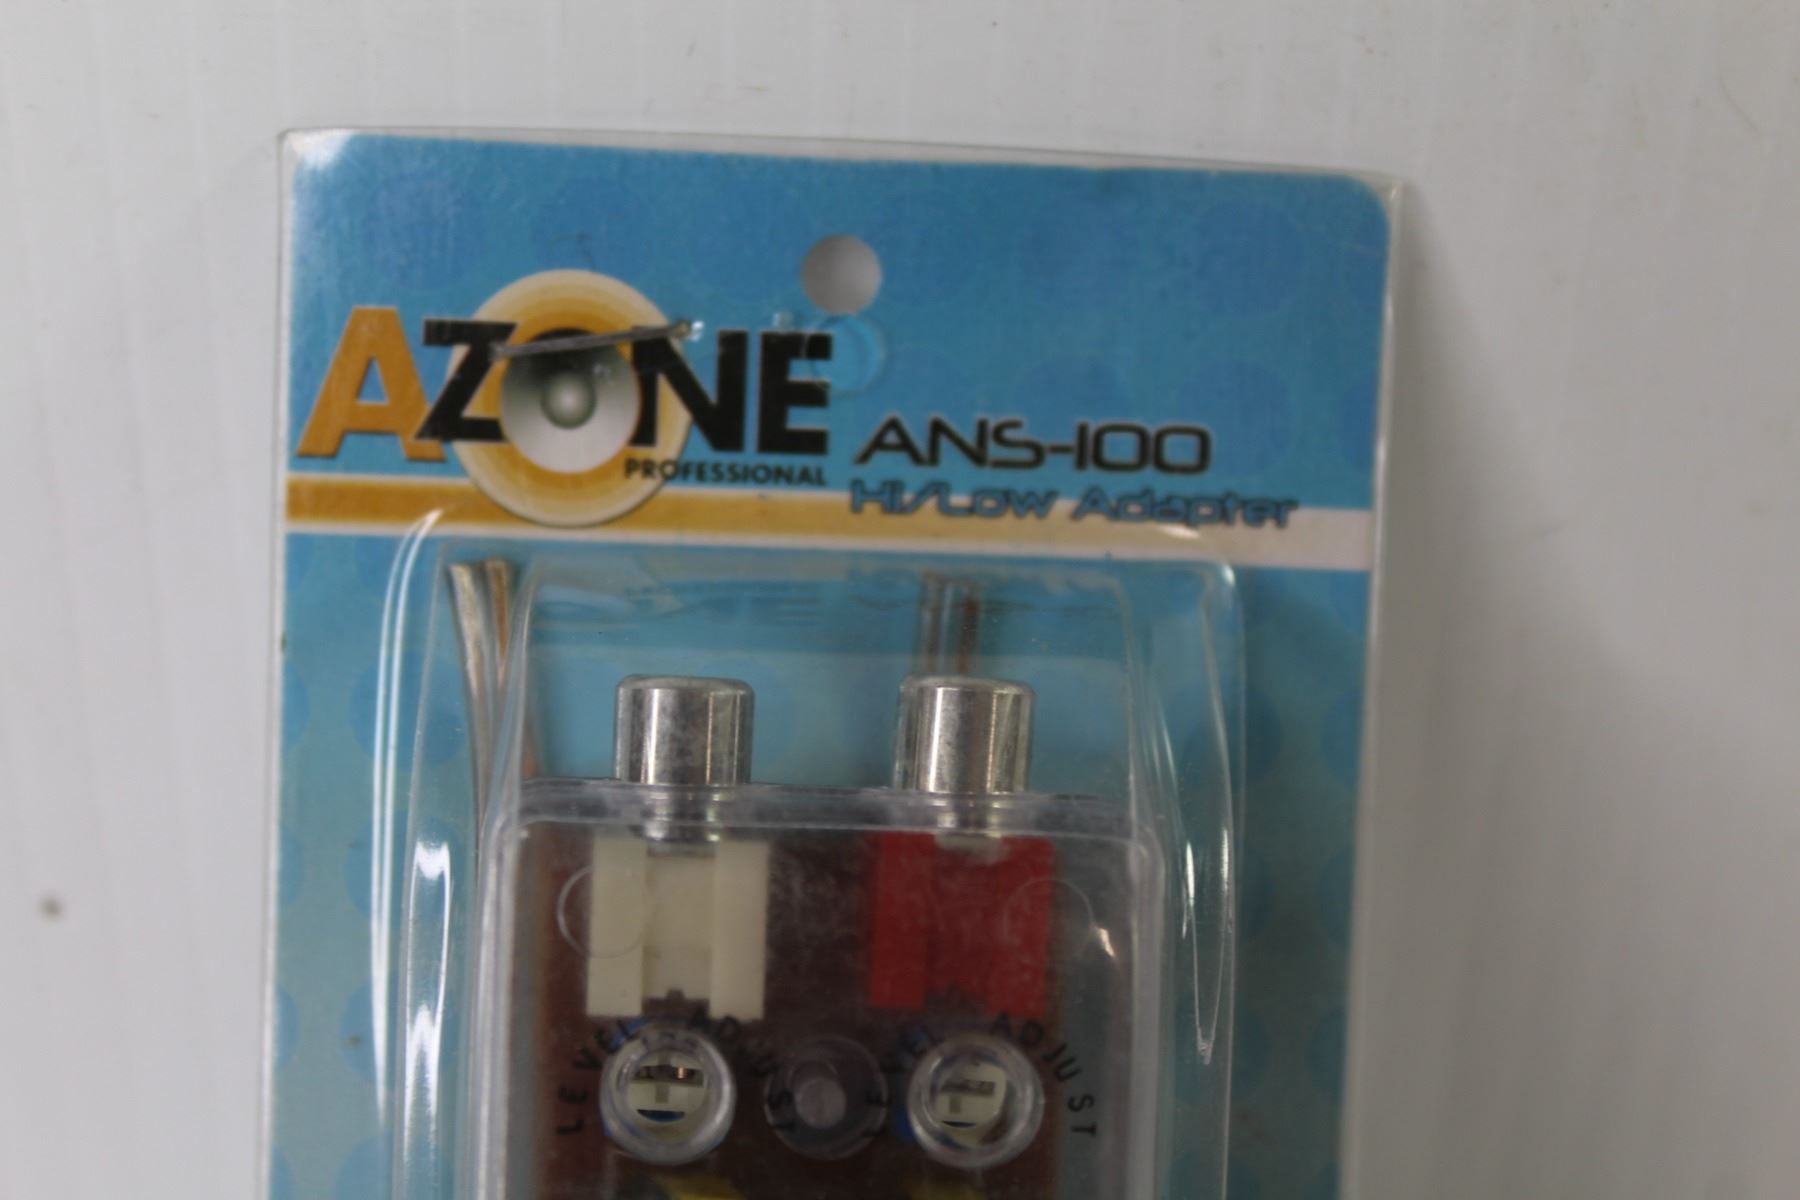 AZONE
PROFESSIONAL
ANS-100
Hi/Low Adapter
LEVEL ADJUST
LEVEL ADJUST